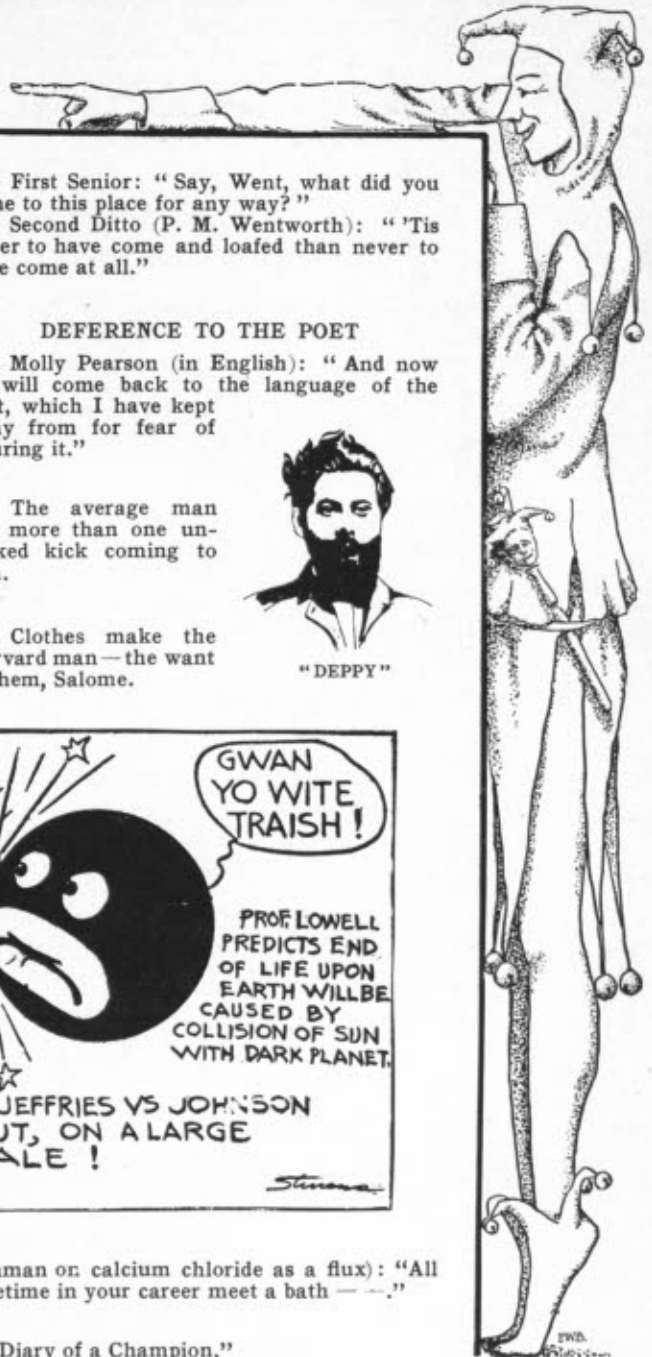 First Senior: “ Say, Went, what did you
ne to this place for any way? ”
Second Ditto (P. M. Wentworth): “ ’Tis
er to have come and loafed than never to
e come at all.”
DEFERENCE TO THE POET
Molly Pearson (in English): “ And now
will come back to the language of the
t, which I have kept
ay from for fear of
uring it.”
The average man
more than one un-
ked kick coming to
.
Clothes make the
rvard man — the want
hem, Salome.
“DEPPY”
GWAN
YO WITE
TRAISH !
PROF. LOWELL
PREDICTS END
OF LIFE UPON
EARTH WILL BE
CAUSED BY
COLLISION OF SUN
WITH DARK PLANET.
JEFFRIES VS JOHNSON
UT, ON A LARGE
ALE !
hman on calcium chloride as a flux): “All
etime in your career meet a bath — —.”
Diary of a Champion.”